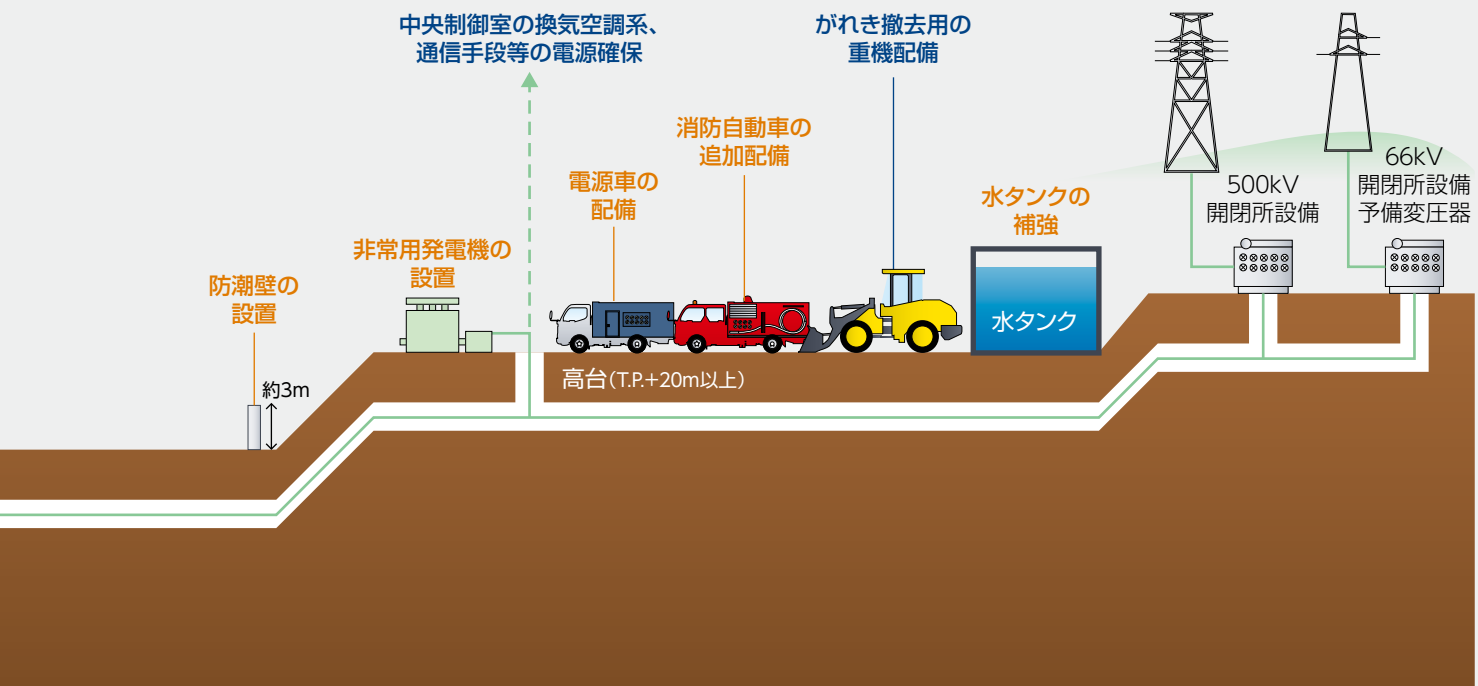 中央制御室の換気空調系、
通信手段等の電源確保
がれき撤去用の
重機配備
消防自動車の
追加配備
電源車の
配備
水タンクの
補強
66kV
開閉所設備
予備変圧器
500kV
開閉所設備
非常用発電機の
設置
防潮壁の
設置
水タンク
約3m
高台(T.P.+20m以上)